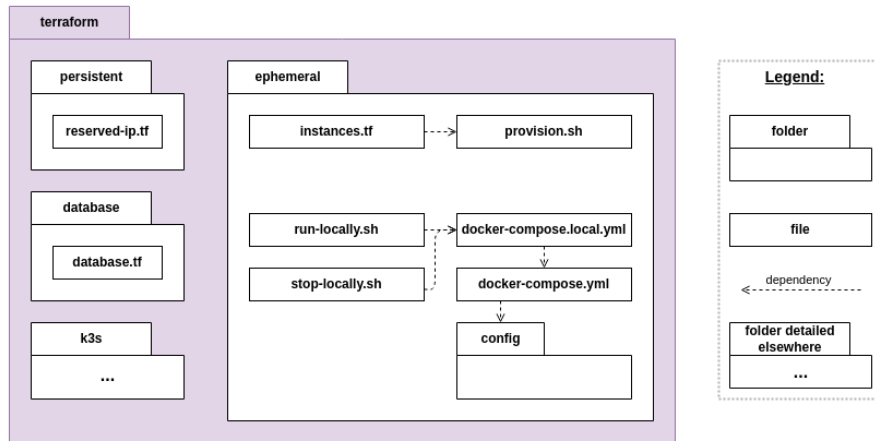 terraform
persistent
reserved-ip.tf
database
database.tf
k3s
...
ephemeral
instances.tf
provision.sh
run-locally.sh
docker-compose.local.yml
stop-locally.sh
docker-compose.yml
config
Legend:
folder
file
dependency
folder detailed
elsewhere
...